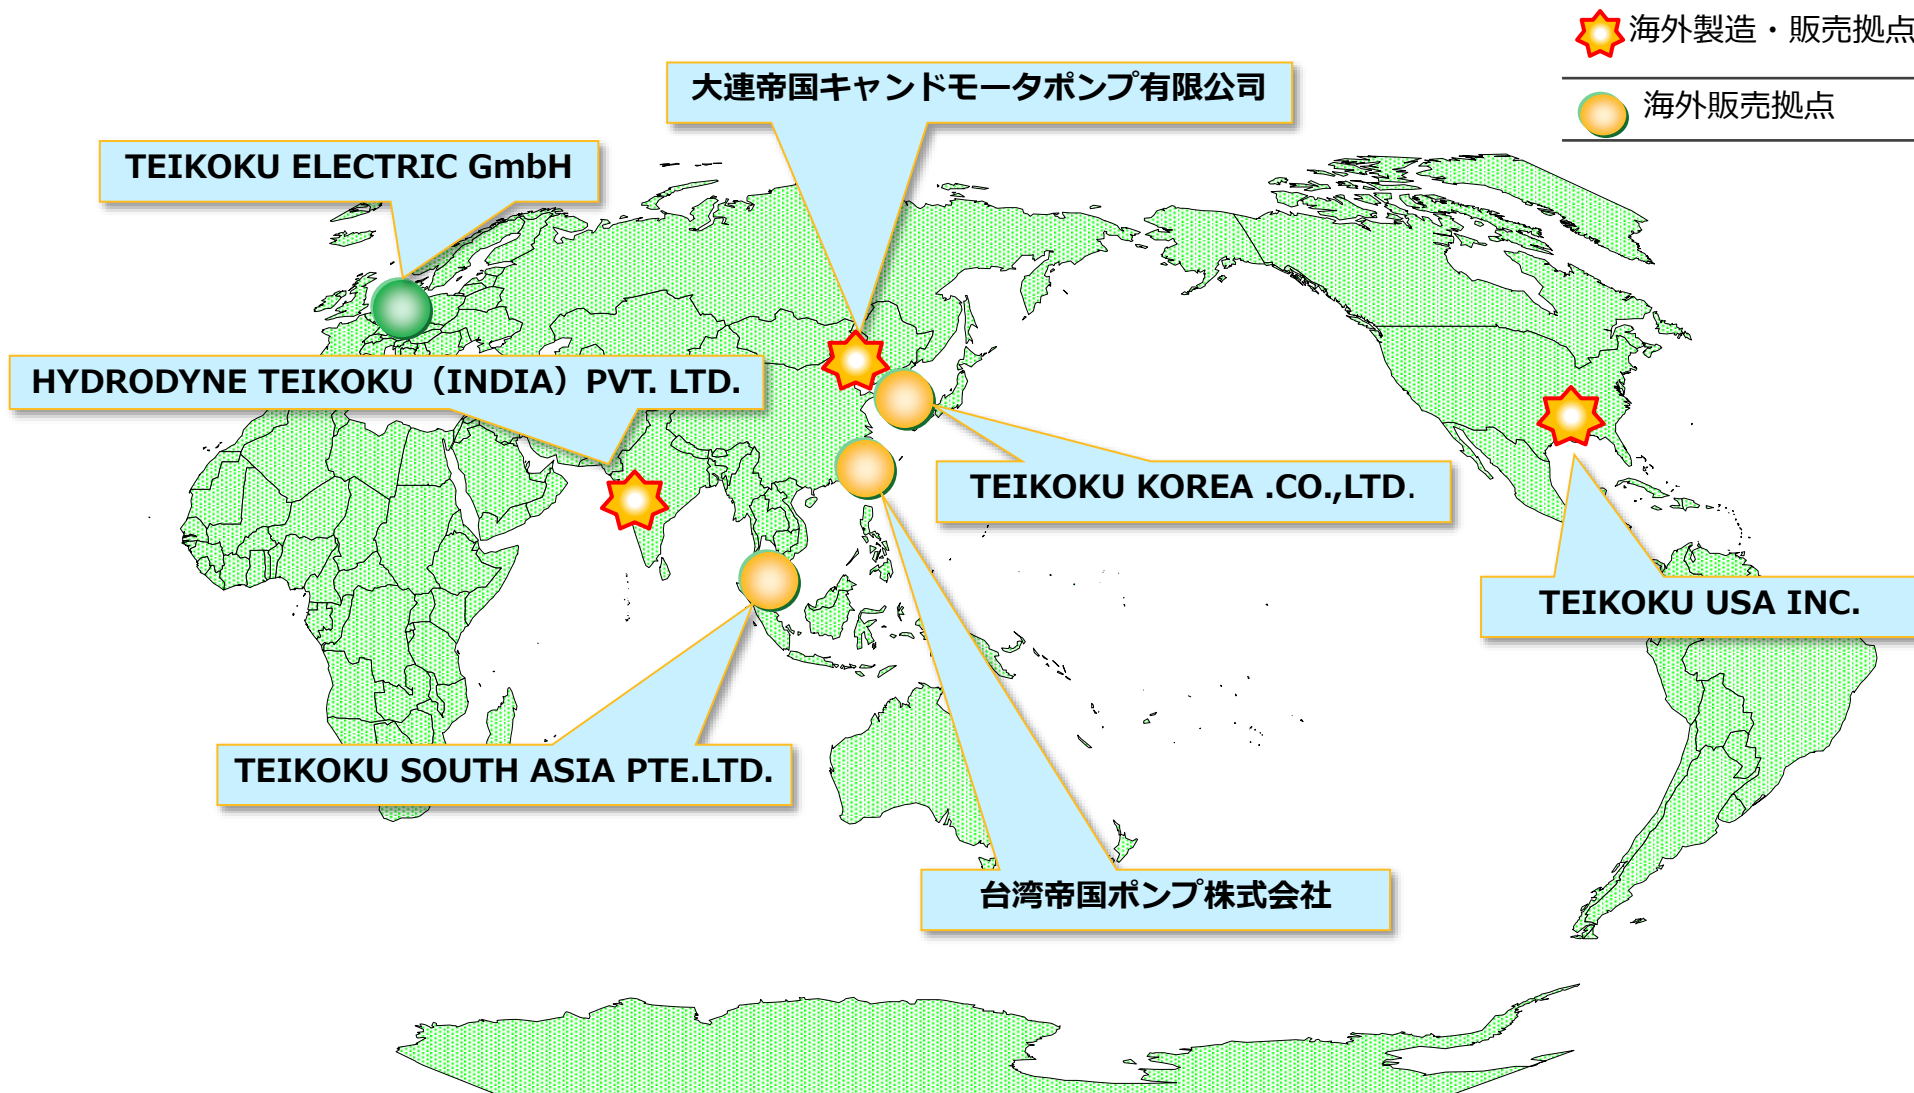 海外製造・販売拠点
海外販売拠点
大連帝国キャンドモータポンプ有限公司
TEIKOKU ELECTRIC GmbH
HYDRODYNE TEIKOKU（INDIA）PVT. LTD.
TEIKOKU KOREA .CO.,LTD.
TEIKOKU USA INC.
TEIKOKU SOUTH ASIA PTE.LTD.
台湾帝国ポンプ株式会社